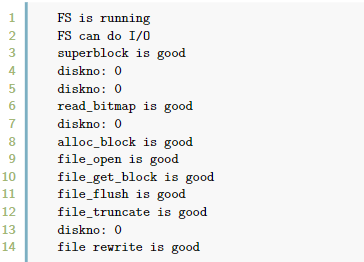 1 FS is running
2 FS can do I/O
3 superblock is good
4 diskno: 0
5 diskno: 0
6 read_bitmap is good
7 diskno: 0
8 alloc_block is good
9 file_open is good
10 file_get_block is good
11 file_flush is good
12 file_truncate is good
13 diskno: 0
14 file rewrite is good